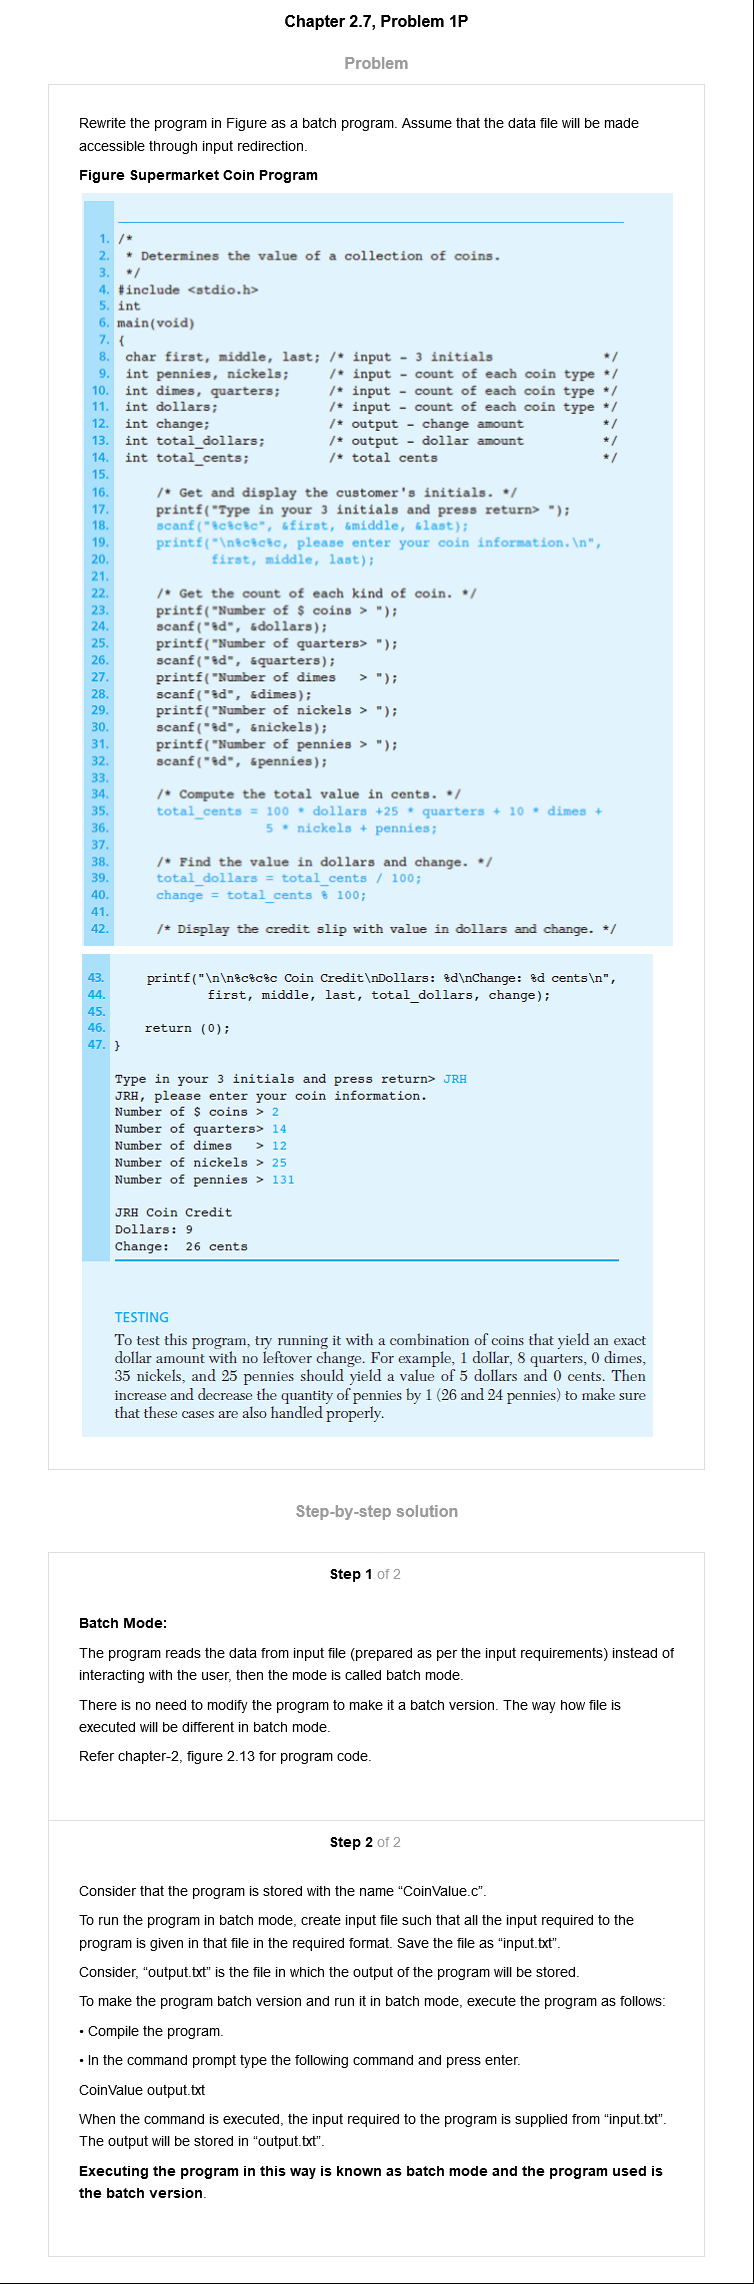 Chapter 2.7, Problem 1P
Problem
Rewrite the program in Figure as a batch program. Assume that the data file will be made
accessible through input redirection.
Figure Supermarket Coin Program
1. /*
2. * Determines the value of a collection of coins.
3. */
4. #include <stdio.h>
5. int
6. main(void)
7. {
8. char first, middle, last; /* input - 3 initials */
9. int pennies, nickels; /* input - count of each coin type */
10. int dimes, quarters; /* input - count of each coin type */
11. int dollars; /* input - count of each coin type */
12. int change; /* output - change amount */
13. int total_dollars; /* output - dollar amount */
14. int total_cents; /* total cents */
15.
16. /* Get and display the customer's initials. */
17. printf("Type in your 3 initials and press return> ");
18. scanf("%c%c%c", &first, &middle, &last);
19. printf("\n%c%c%c, please enter your coin information.\n",
20. first, middle, last);
21.
22. /* Get the count of each kind of coin. */
23. printf("Number of $ coins > ");
24. scanf("%d", &dollars);
25. printf("Number of quarters> ");
26. scanf("%d", &quarters);
27. printf("Number of dimes > ");
28. scanf("%d", &dimes);
29. printf("Number of nickels > ");
30. scanf("%d", &nickels);
31. printf("Number of pennies > ");
32. scanf("%d", &pennies);
33.
34. /* Compute the total value in cents. */
35. total_cents = 100 * dollars +25 * quarters + 10 * dimes +
36. 5 * nickels + pennies;
37.
38. /* Find the value in dollars and change. */
39. total_dollars = total_cents / 100;
40. change = total_cents % 100;
41.
42. /* Display the credit slip with value in dollars and change. */
43. printf("\n\n%c%c%c Coin Credit\nDollars: %d\nChange: %d cents\n",
44. first, middle, last, total_dollars, change);
45.
46. return (0);
47. }
Type in your 3 initials and press return> JRH
JRH, please enter your coin information.
Number of $ coins > 2
Number of quarters> 14
Number of dimes > 12
Number of nickels > 25
Number of pennies > 131
JRH Coin Credit
Dollars: 9
Change: 26 cents
TESTING
To test this program, try running it with a combination of coins that yield an exact
dollar amount with no leftover change. For example, 1 dollar, 8 quarters, 0 dimes,
35 nickels, and 25 pennies should yield a value of 5 dollars and 0 cents. Then
increase and decrease the quantity of pennies by 1 (26 and 24 pennies) to make sure
that these cases are also handled properly.
Step-by-step solution
Step 1 of 2
Batch Mode:
The program reads the data from input file (prepared as per the input requirements) instead of
interacting with the user, then the mode is called batch mode.
There is no need to modify the program to make it a batch version. The way how file is
executed will be different in batch mode.
Refer chapter-2, figure 2.13 for program code.
Step 2 of 2
Consider that the program is stored with the name “CoinValue.c”.
To run the program in batch mode, create input file such that all the input required to the
program is given in that file in the required format. Save the file as “input.txt”.
Consider, “output.txt” is the file in which the output of the program will be stored.
To make the program batch version and run it in batch mode, execute the program as follows:
• Compile the program.
• In the command prompt type the following command and press enter.
CoinValue output.txt
When the command is executed, the input required to the program is supplied from “input.txt”.
The output will be stored in “output.txt”.
Executing the program in this way is known as batch mode and the program used is
the batch version.